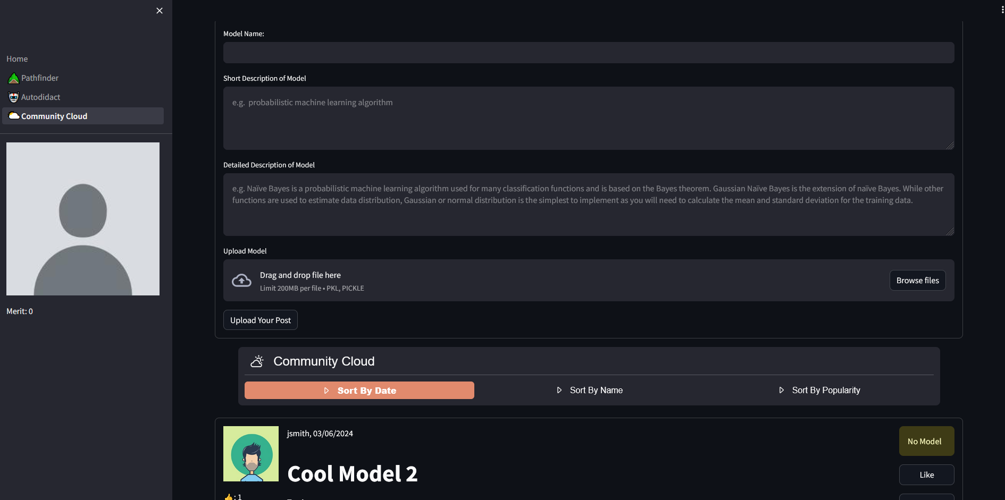 Home
Pathfinder
Autodidact
Community Cloud
Merit: 0
Model Name:
Short Description of Model
e.g. probabilistic machine learning algorithm
Detailed Description of Model
e.g. Naïve Bayes is a probabilistic machine learning algorithm used for many classification functions and is based on the Bayes theorem. Gaussian Naïve Bayes is the extension of naïve Bayes. While other
functions are used to estimate data distribution, Gaussian or normal distribution is the simplest to implement as you will need to calculate the mean and standard deviation for the training data.
Upload Model
Drag and drop file here
Limit 200MB per file • PKL, PICKLE
Browse files
Upload Your Post
Community Cloud
Sort By Date
Sort By Name
Sort By Popularity
jsmith, 03/06/2024
No Model
Cool Model 2
Like
👍:1